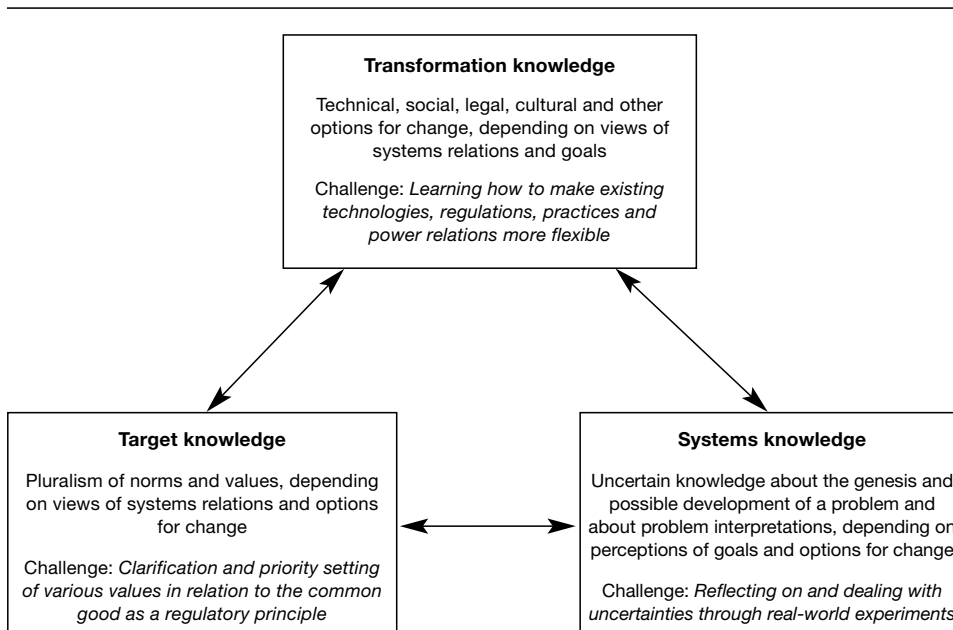 Transformation knowledge
Technical, social, legal, cultural and other
options for change, depending on views of
systems relations and goals
Challenge: Learning how to make existing
technologies, regulations, practices and
power relations more flexible
Target knowledge
Pluralism of norms and values, depending
on views of systems relations and options
for change
Challenge: Clarification and priority setting
of various values in relation to the common
good as a regulatory principle
Systems knowledge
Uncertain knowledge about the genesis and
possible development of a problem and
about problem interpretations, depending on
perceptions of goals and options for change
Challenge: Reflecting on and dealing with
uncertainties through real-world experiments